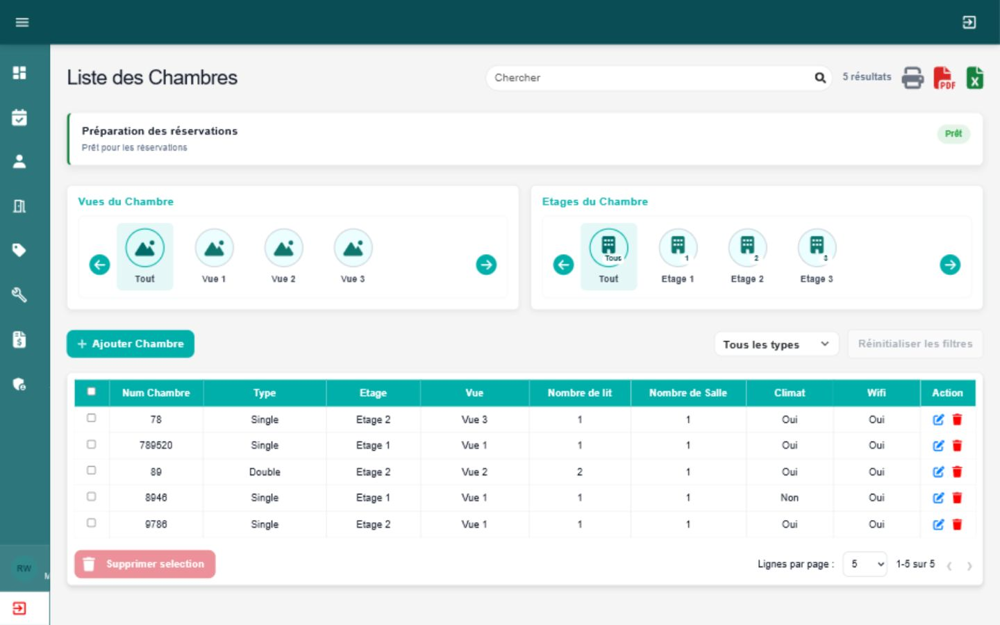 Liste des Chambres
Chercher
5 résultats
PDF
X
Préparation des réservations
Prêt pour les réservations
Prêt
Vues du Chambre
Tout
Vue 1
Vue 2
Vue 3
Etages du Chambre
Tous
1
2
3
Tout
Etage 1
Etage 2
Etage 3
+ Ajouter Chambre
Tous les types
Réinitialiser les filtres
Num Chambre Type Etage Vue Nombre de lit Nombre de Salle Climat Wifi Action
78 Single Etage 2 Vue 3 1 1 Oui Oui
789520 Single Etage 1 Vue 1 1 1 Oui Oui
89 Double Etage 2 Vue 2 2 1 Oui Oui
8946 Single Etage 1 Vue 1 1 1 Non Oui
9786 Single Etage 2 Vue 1 1 1 Oui Oui
Supprimer selection
Lignes par page : 5 1-5 sur 5
RW
M